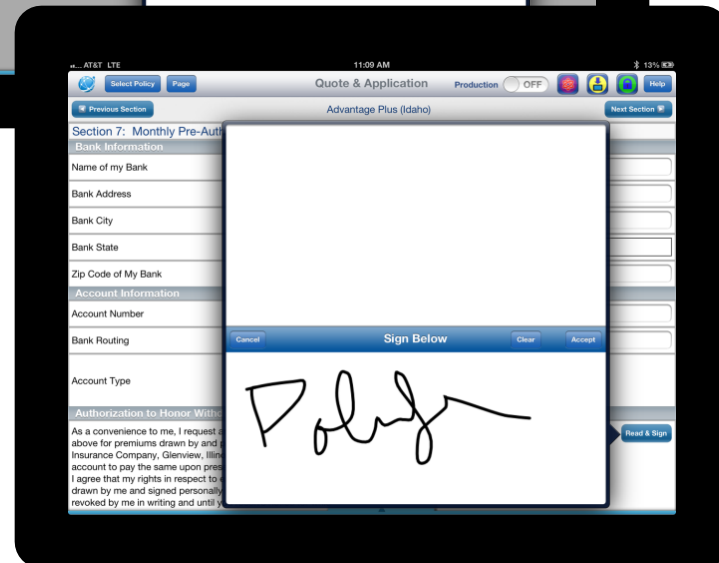 AT&T LTE 11:09 AM 13%
Select Policy Page Quote & Application Production OFF Help
Previous Section Advantage Plus (Idaho) Next Section
Section 7: Monthly Pre-Auth
Bank Information
Name of my Bank
Bank Address
Bank City
Bank State
Zip Code of My Bank
Account Information
Account Number
Bank Routing
Cancel Sign Below Clear Accept
Account Type
Authorization to Honor Withd
As a convenience to me, I request a
above for premiums drawn by and p
Insurance Company, Glenview, Illin
account to pay the same upon pres
I agree that my rights in respect to e
drawn by me and signed personally
revoked by me in writing and until y
Read & Sign